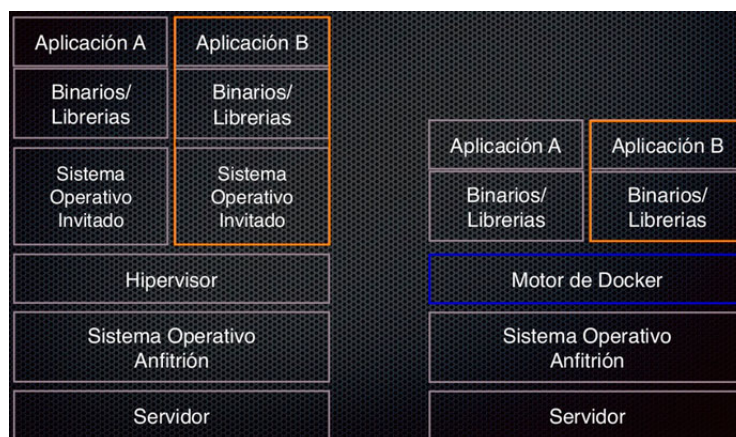 Aplicación A
Aplicación B
Binarios/
Librerias
Binarios/
Librerias
Sistema
Operativo
Invitado
Sistema
Operativo
Invitado
Hipervisor
Sistema Operativo
Anfitrión
Servidor
Aplicación A
Aplicación B
Binarios/
Librerias
Binarios/
Librerias
Motor de Docker
Sistema Operativo
Anfitrión
Servidor